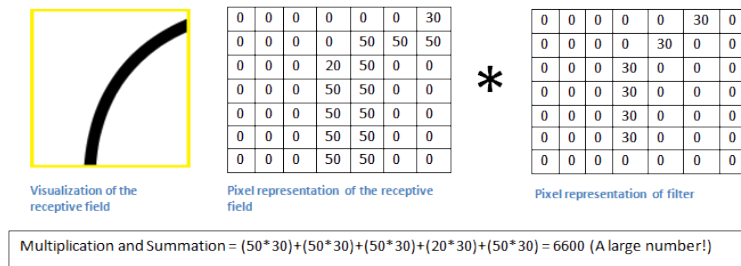 0 0 0 0 0 0 30
0 0 0 0 50 50 50
0 0 0 20 50 0 0
0 0 0 50 50 0 0
0 0 0 50 50 0 0
0 0 0 50 50 0 0
0 0 0 50 50 0 0
*
0 0 0 0 0 30 0
0 0 0 0 30 0 0
0 0 0 30 0 0 0
0 0 0 30 0 0 0
0 0 0 30 0 0 0
0 0 0 30 0 0 0
0 0 0 0 0 0 0
Visualization of the
receptive field
Pixel representation of the receptive
field
Pixel representation of filter
Multiplication and Summation = (50*30)+(50*30)+(50*30)+(20*30)+(50*30) = 6600 (A large number!)